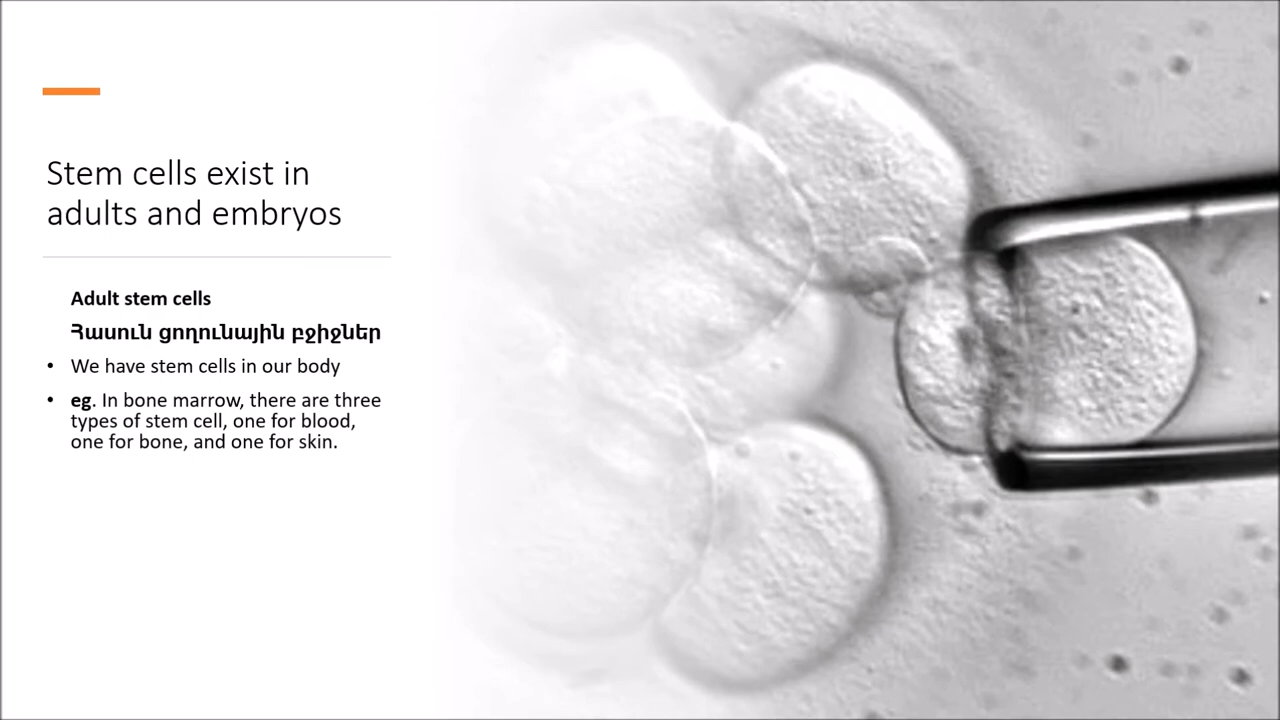 Stem cells exist in
adults and embryos
Adult stem cells
Հասուն ցողունային բջիջներ
• We have stem cells in our body
• eg. In bone marrow, there are three
types of stem cell, one for blood,
one for bone, and one for skin.